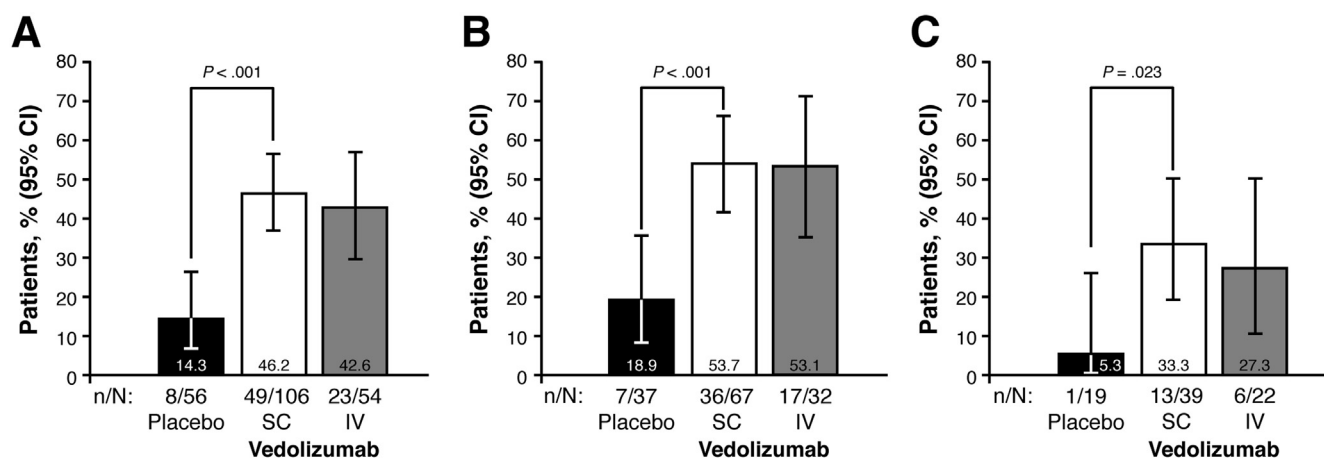 A
Patients, % (95% CI)
80
70
60
50
40
30
20
10
0
P < .001
14.3
46.2
42.6
n/N: 8/56 49/106 23/54
Placebo SC IV
Vedolizumab
B
Patients, % (95% CI)
80
70
60
50
40
30
20
10
0
P < .001
18.9
53.7
53.1
n/N: 7/37 36/67 17/32
Placebo SC IV
Vedolizumab
C
Patients, % (95% CI)
80
70
60
50
40
30
20
10
0
P = .023
5.3
33.3
27.3
n/N: 1/19 13/39 6/22
Placebo SC IV
Vedolizumab